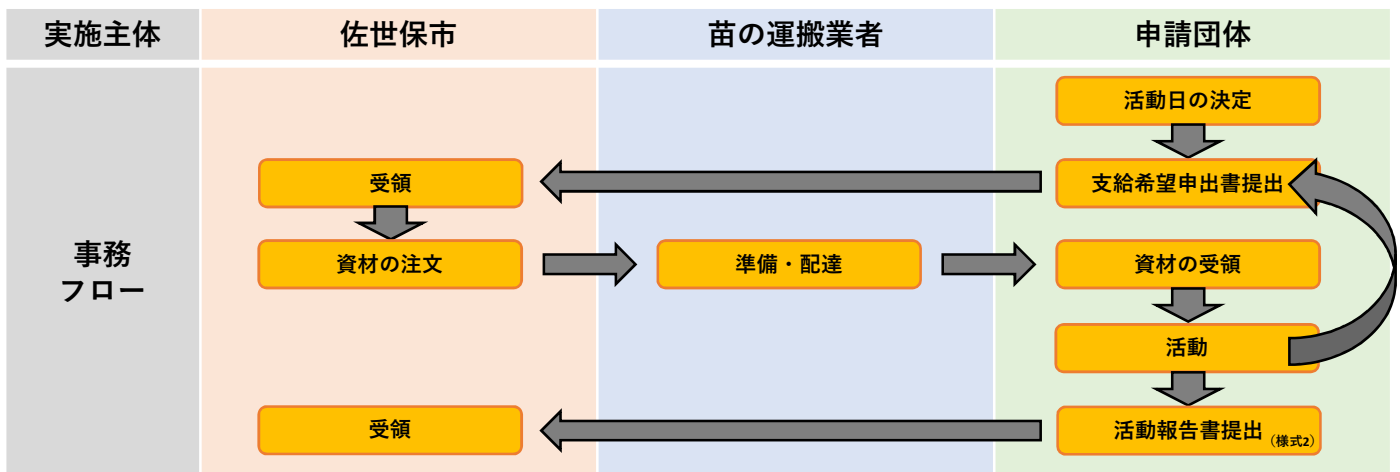 実施主体
佐世保市
苗の運搬業者
申請団体
事務
フロー
活動日の決定
受領
支給希望申出書提出
資材の注文
準備・配達
資材の受領
活動
受領
活動報告書提出（様式2）